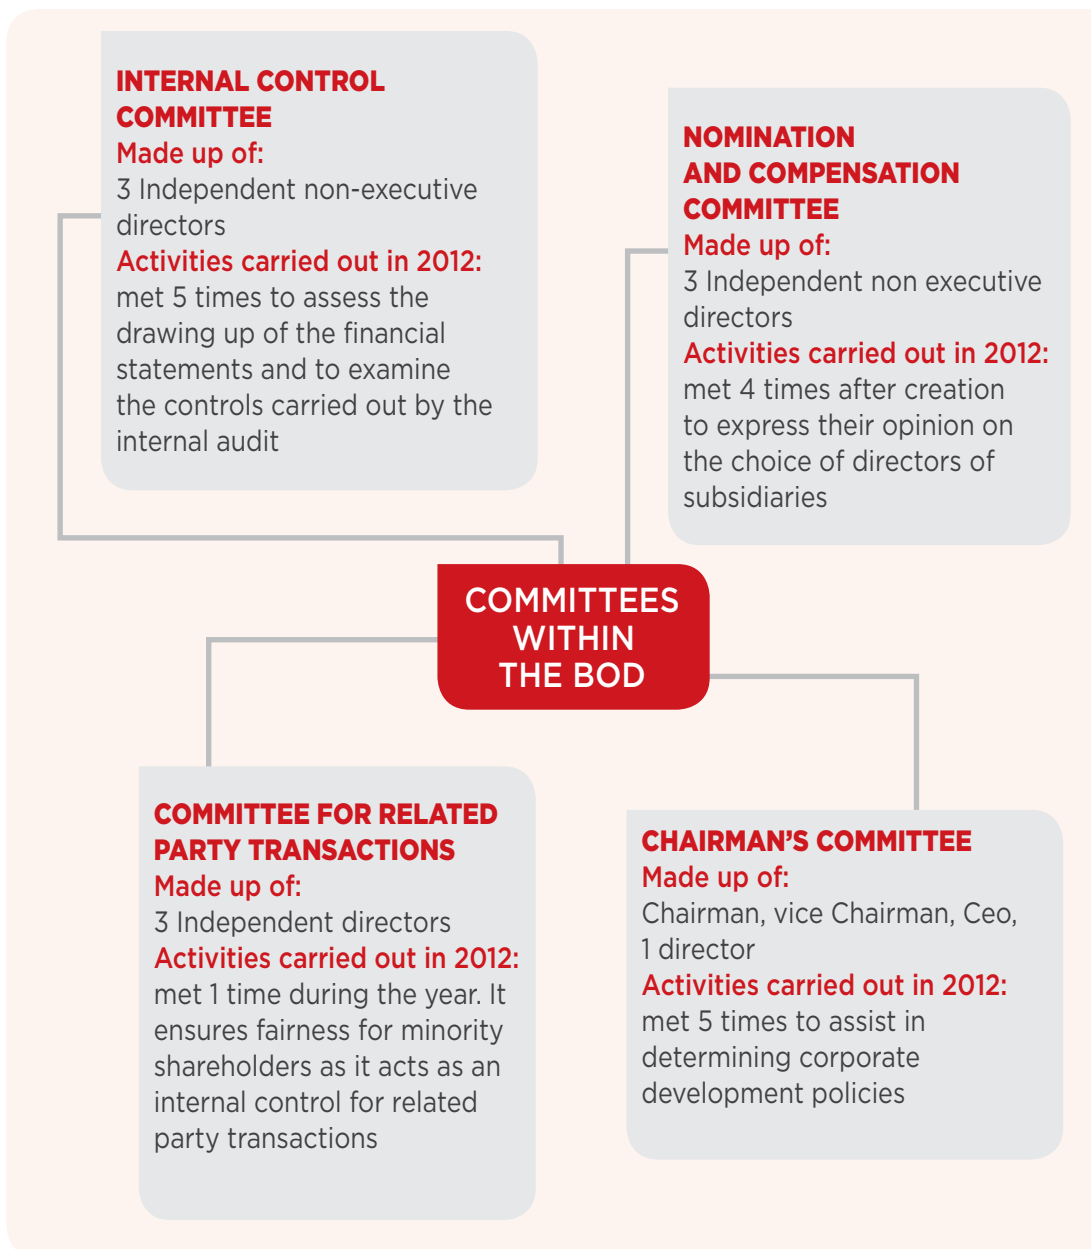 INTERNAL CONTROL
COMMITTEE
Made up of:
3 Independent non-executive
directors
Activities carried out in 2012:
met 5 times to assess the
drawing up of the financial
statements and to examine
the controls carried out by the
internal audit
NOMINATION
AND COMPENSATION
COMMITTEE
Made up of:
3 Independent non executive
directors
Activities carried out in 2012:
met 4 times after creation
to express their opinion on
the choice of directors of
subsidiaries
COMMITTEES
WITHIN
THE BOD
COMMITTEE FOR RELATED
PARTY TRANSACTIONS
Made up of:
3 Independent directors
Activities carried out in 2012:
met 1 time during the year. It
ensures fairness for minority
shareholders as it acts as an
internal control for related
party transactions
CHAIRMAN’S COMMITTEE
Made up of:
Chairman, vice Chairman, Ceo,
1 director
Activities carried out in 2012:
met 5 times to assist in
determining corporate
development policies